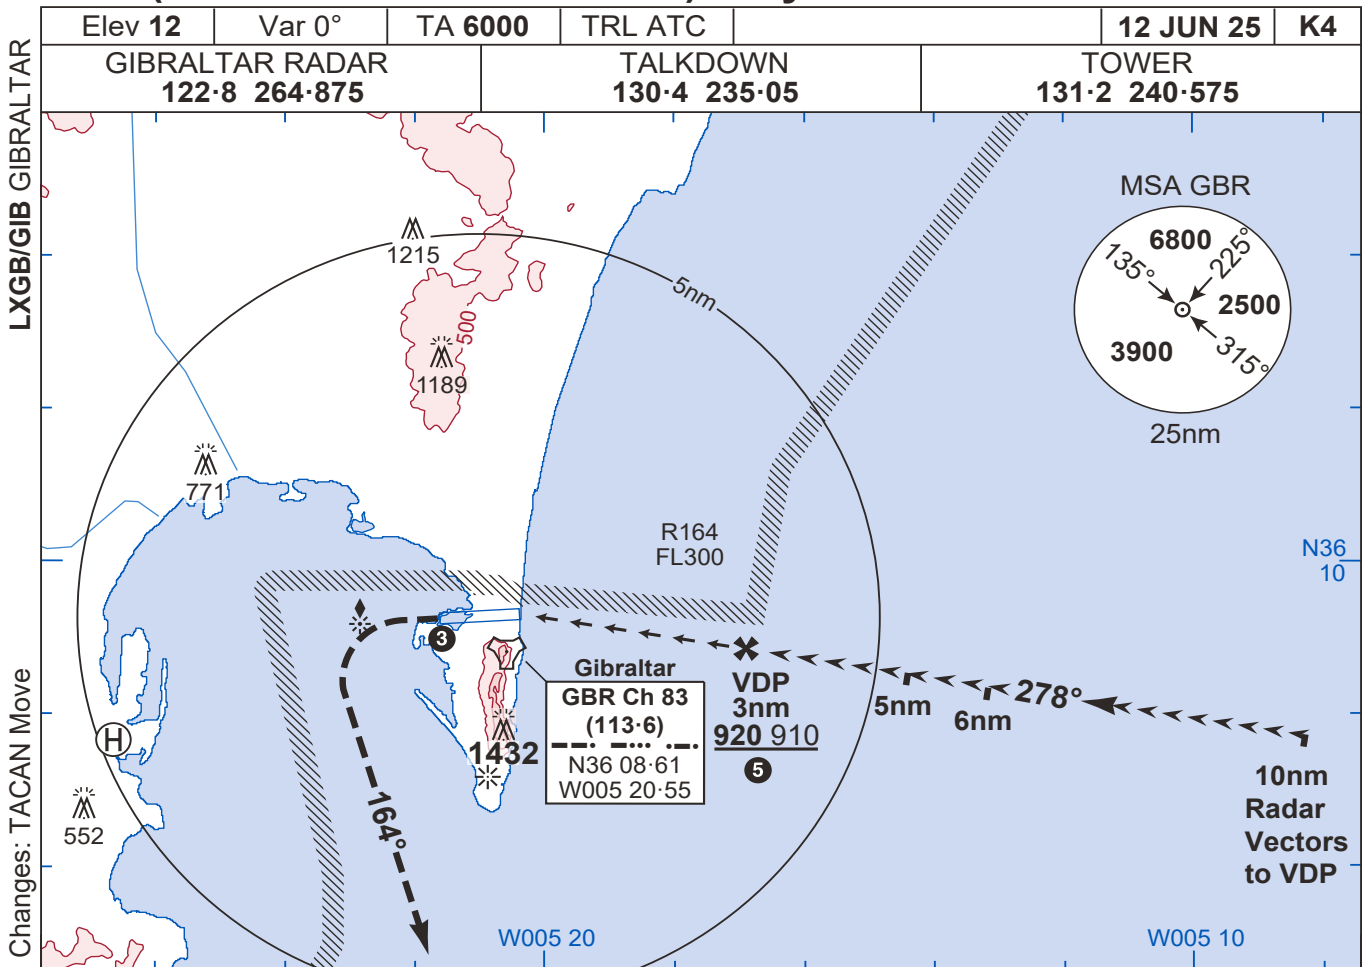 Elev 12
Var 0°
TA 6000
TRL ATC
12 JUN 25
K4
GIBRALTAR RADAR
122·8 264·875
TALKDOWN
130·4 235·05
TOWER
131·2 240·575
LXGB/GIB GIBRALTAR
Changes: TACAN Move
MSA GBR
6800
135°
225°
2500
3900
315°
25nm
1215
5nm
500
1189
771
R164
FL300
N36
10
3
Gibraltar
GBR Ch 83
(113·6)
N36 08·61
W005 20·55
VDP
3nm
920 910
5
5nm
6nm
278°
10nm
Radar
Vectors
to VDP
1432
H
552
164°
W005 20
W005 10